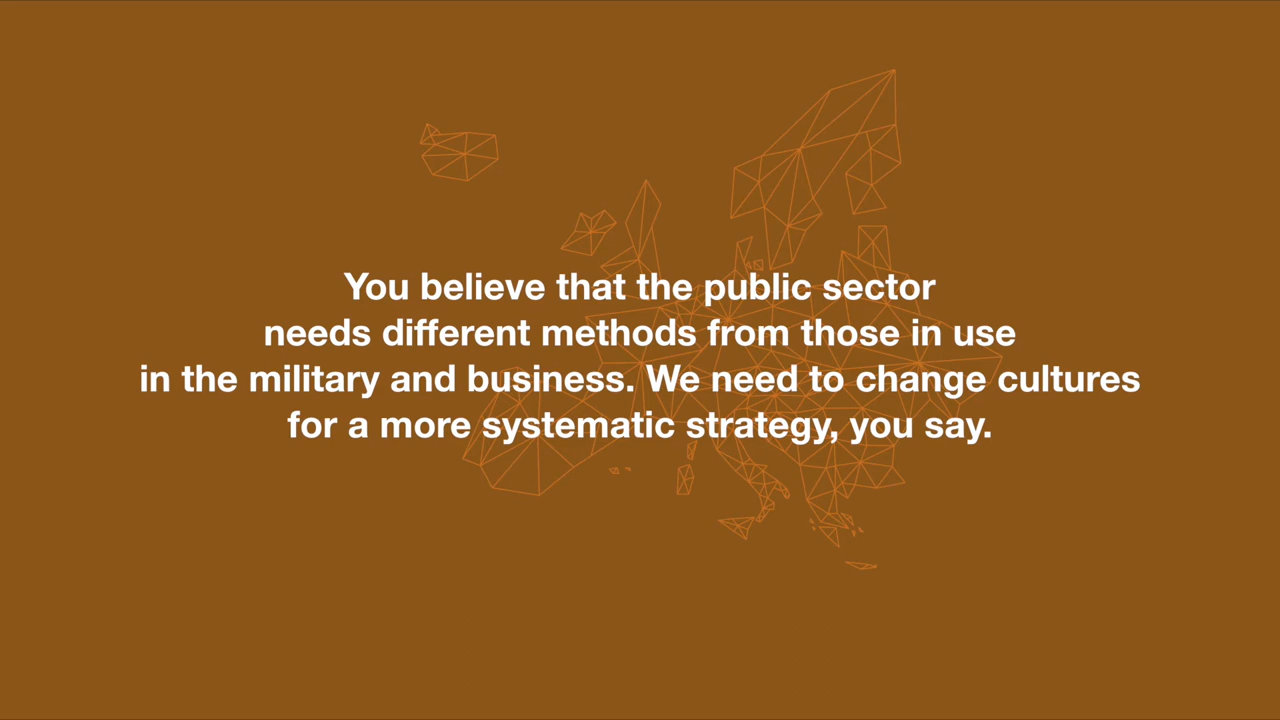 You believe that the public sector
needs different methods from those in use
in the military and business. We need to change cultures
for a more systematic strategy, you say.